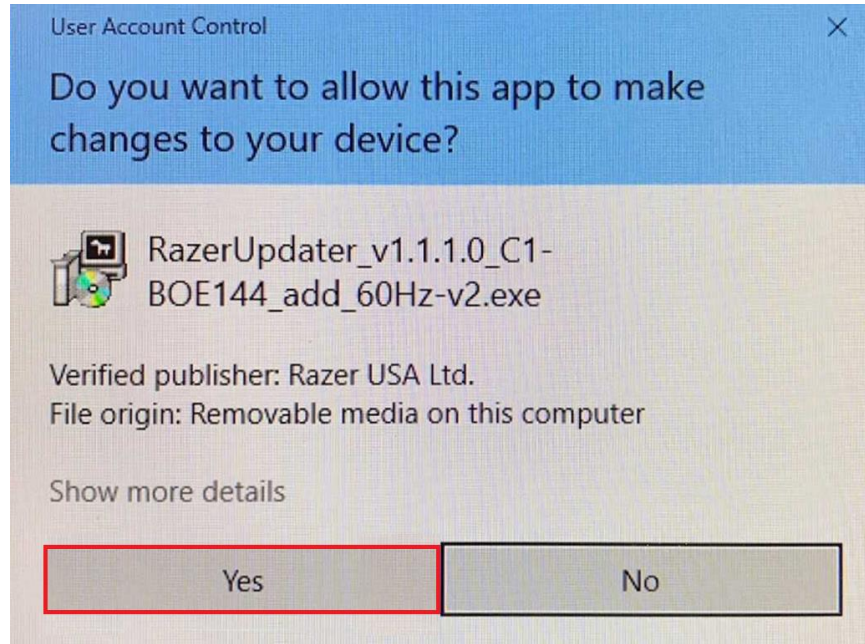 User Account Control
Do you want to allow this app to make
changes to your device?
RazerUpdater_v1.1.1.0_C1-
BOE144_add_60Hz-v2.exe
Verified publisher: Razer USA Ltd.
File origin: Removable media on this computer
Show more details
Yes
No